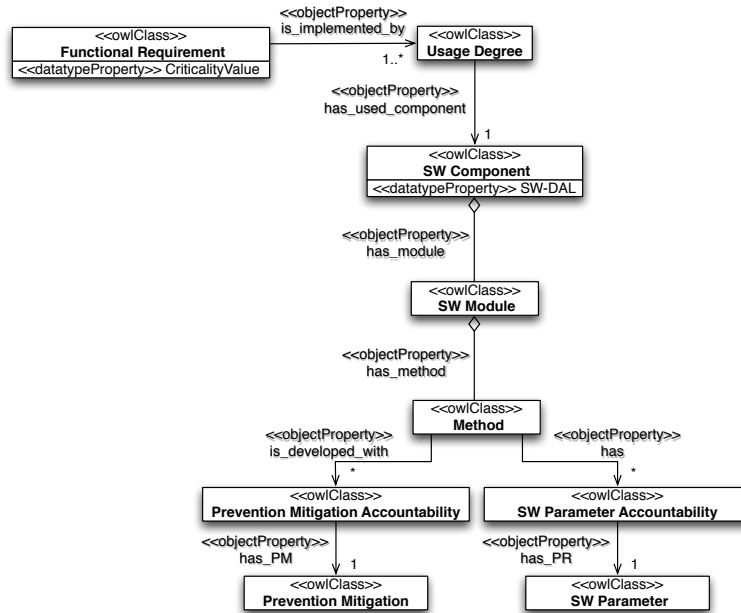 <<objectProperty>>
is_implemented_by
<<owlClass>>
Functional Requirement
<<datatypeProperty>> CriticalityValue
1..*
<<owlClass>>
Usage Degree
<<objectProperty>>
has_used_component
1
<<owlClass>>
SW Component
<<datatypeProperty>> SW-DAL
<<objectProperty>>
has_module
<<owlClass>>
SW Module
<<objectProperty>>
has_method
<<owlClass>>
Method
<<objectProperty>>
is_developed_with
*
<<objectProperty>>
has
*
<<owlClass>>
Prevention Mitigation Accountability
<<owlClass>>
SW Parameter Accountability
<<objectProperty>>
has_PM
1
<<objectProperty>>
has_PR
1
<<owlClass>>
Prevention Mitigation
<<owlClass>>
SW Parameter